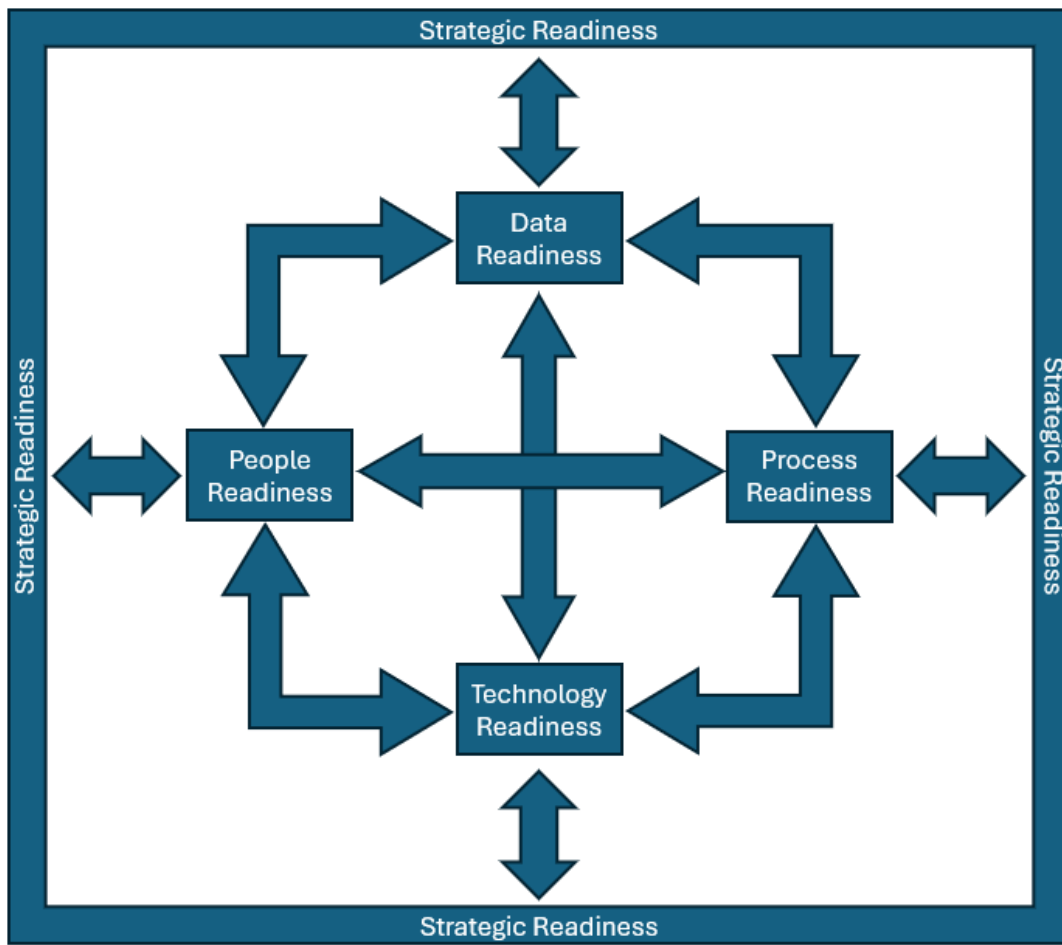 Strategic Readiness
Data
Readiness
Strategic Readiness
People
Readiness
Process
Readiness
Strategic Readiness
Technology
Readiness
Strategic Readiness